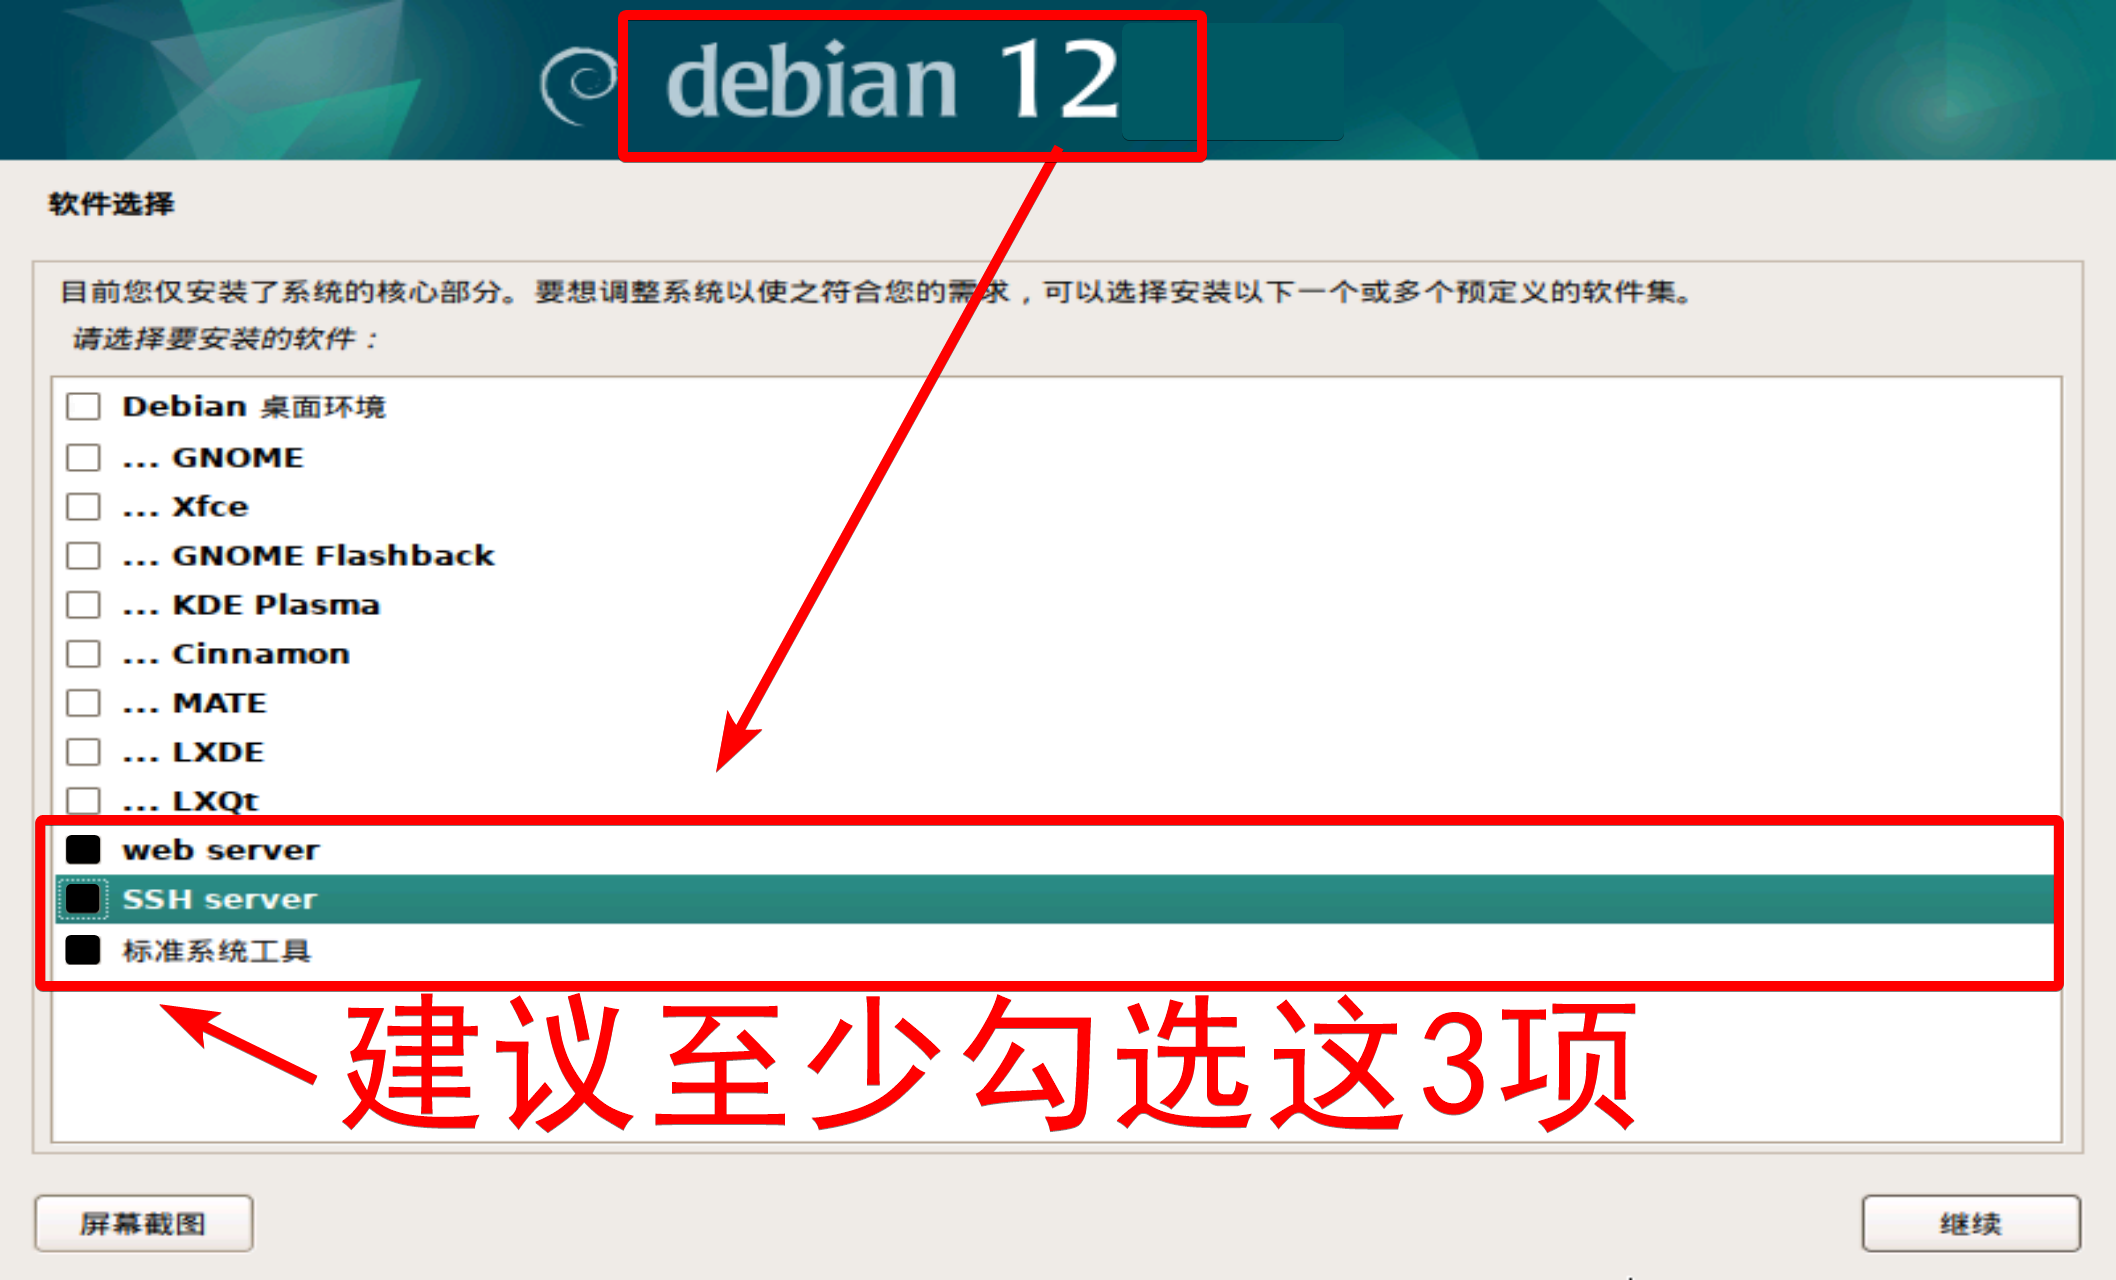 debian 12
软件选择
目前您仅安装了系统的核心部分。要想调整系统以使之符合您的需求，可以选择安装以下一个或多个预定义的软件集。
请选择要安装的软件：
Debian 桌面环境
... GNOME
... Xfce
... GNOME Flashback
... KDE Plasma
... Cinnamon
... MATE
... LXDE
... LXQt
web server
SSH server
标准系统工具
建议至少勾选这3项
屏幕截图
继续